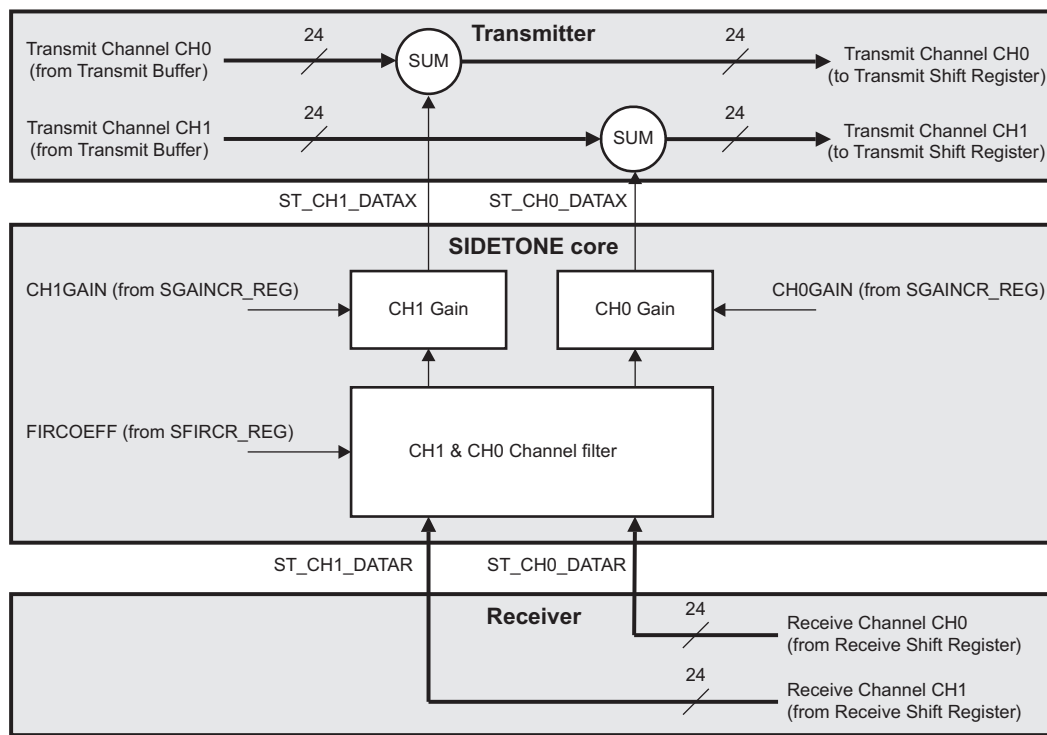 24
Transmitter
24
Transmit Channel CH0
(from Transmit Buffer)
SUM
Transmit Channel CH0
(to Transmit Shift Register)
24
24
Transmit Channel CH1
(from Transmit Buffer)
SUM
Transmit Channel CH1
(to Transmit Shift Register)
ST_CH1_DATAX
ST_CH0_DATAX
SIDETONE core
CH1GAIN (from SGAINCR_REG)
CH1 Gain
CH0 Gain
CH0GAIN (from SGAINCR_REG)
FIRCOEFF (from SFIRCR_REG)
CH1 & CH0 Channel filter
ST_CH1_DATAR
ST_CH0_DATAR
Receiver
24
Receive Channel CH0
(from Receive Shift Register)
24
Receive Channel CH1
(from Receive Shift Register)